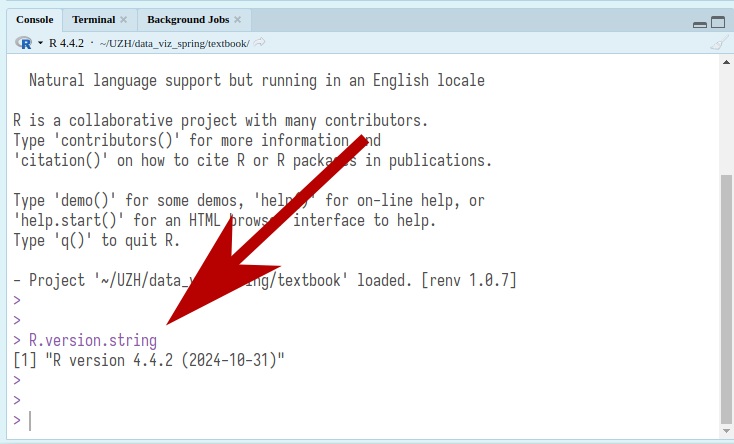 Console Terminal Background Jobs
R 4.4.2 · ~/UZH/data_viz_spring/textbook/
Natural language support but running in an English locale
R is a collaborative project with many contributors.
Type 'contributors()' for more information and
'citation()' on how to cite R or R packages in publications.
Type 'demo()' for some demos, 'help()' for on-line help, or
'help.start()' for an HTML browser interface to help.
Type 'q()' to quit R.
- Project '~/UZH/data_viz_spring/textbook' loaded. [renv 1.0.7]
>
>
> R.version.string
[1] "R version 4.4.2 (2024-10-31)"
>
>
>